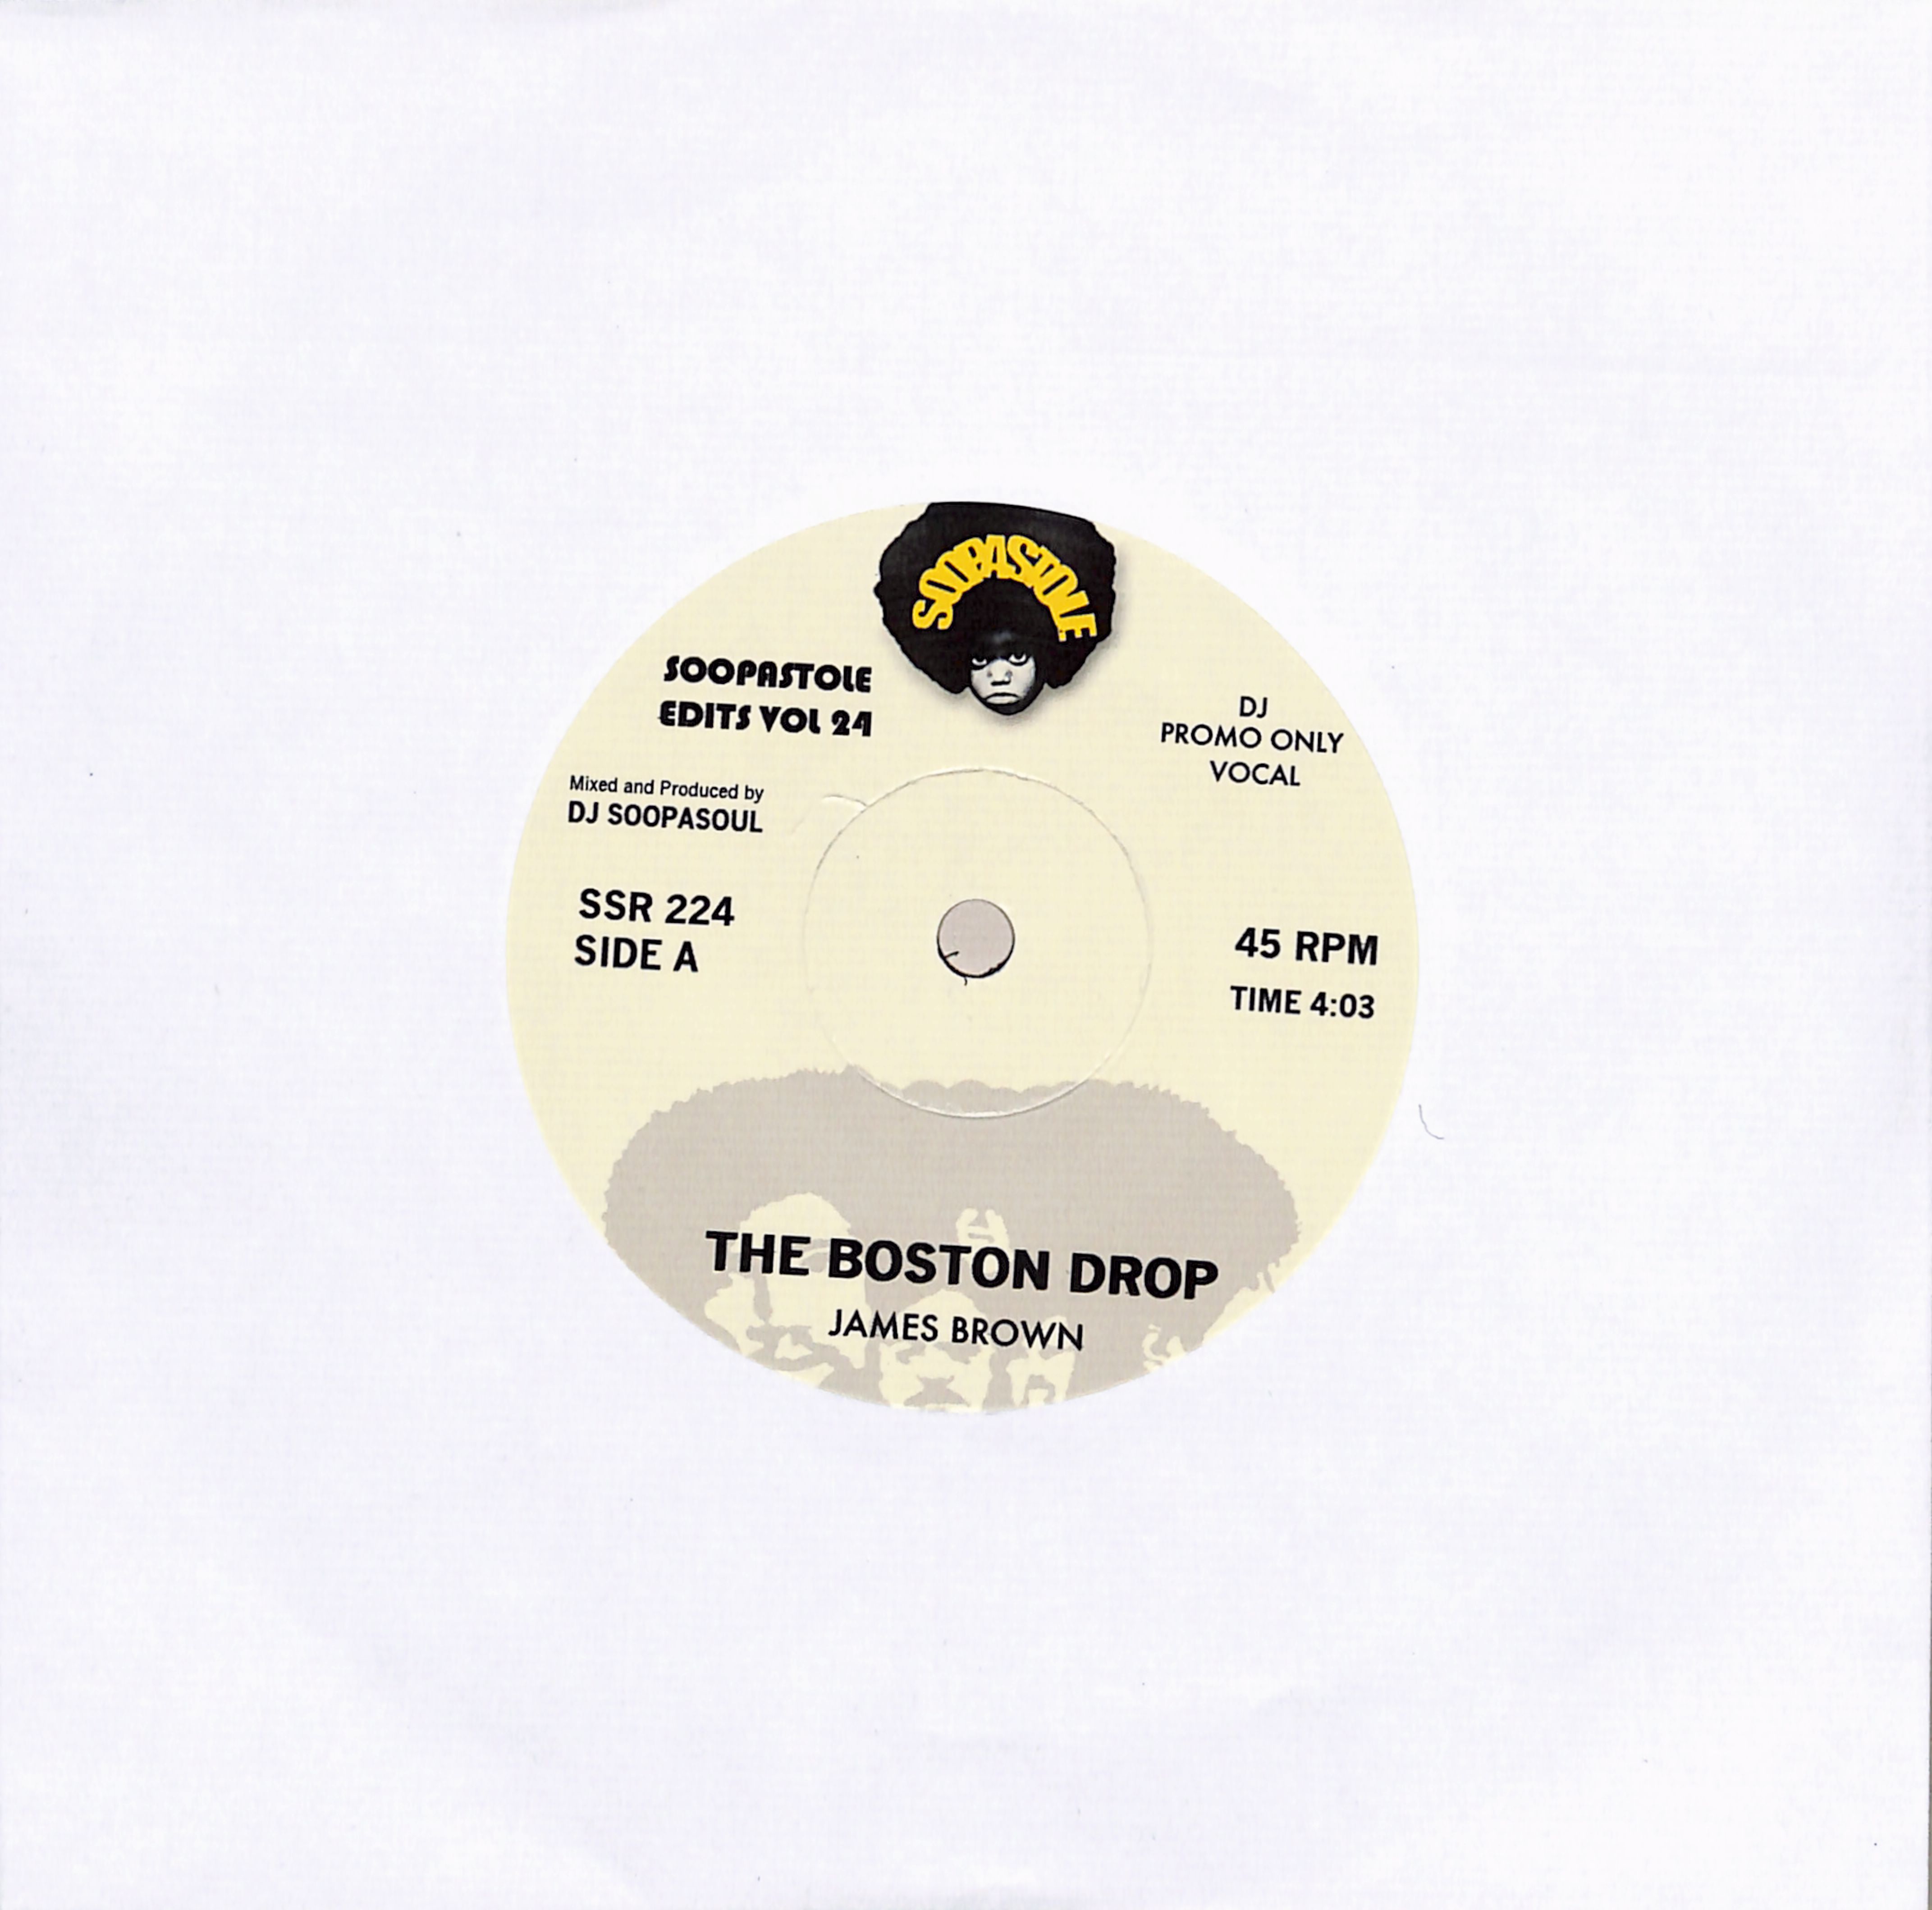 SOOPASTOLE
SOOPASTOLE
EDITS VOL 24
DJ
PROMO ONLY
VOCAL
Mixed and Produced by
DJ SOOPASOUL
SSR 224
SIDE A
45 RPM
TIME 4:03
THE BOSTON DROP
JAMES BROWN